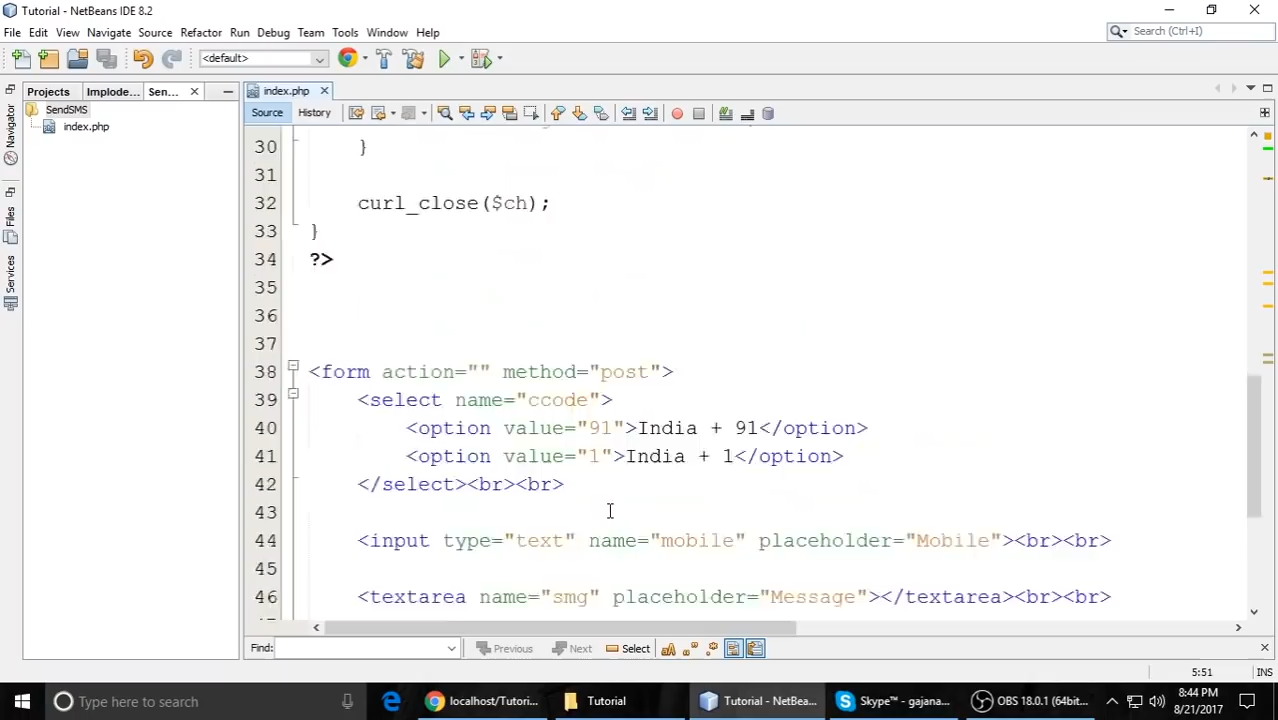 Tutorial - NetBeans IDE 8.2
File Edit View Navigate Source Refactor Run Debug Team Tools Window Help
Search (Ctrl+I)
<default>
Projects Implode... Sen...
index.php
SendSMS
index.php
Navigator
Files
Services
Source History
30 }
31
32 curl_close($ch);
33 }
34 ?>
35
36
37
38 <form action="" method="post">
39 <select name="ccode">
40 <option value="91">India + 91</option>
41 <option value="1">India + 1</option>
42 </select><br><br>
43
44 <input type="text" name="mobile" placeholder="Mobile"><br><br>
45
46 <textarea name="smg" placeholder="Message"></textarea><br><br>
Find: Previous Next Select
5:51 INS
Type here to search
localhost/Tutori...
Tutorial
Tutorial - NetBea...
Skype™ - gajana...
OBS 18.0.1 (64bit...
8:44 PM
8/21/2017